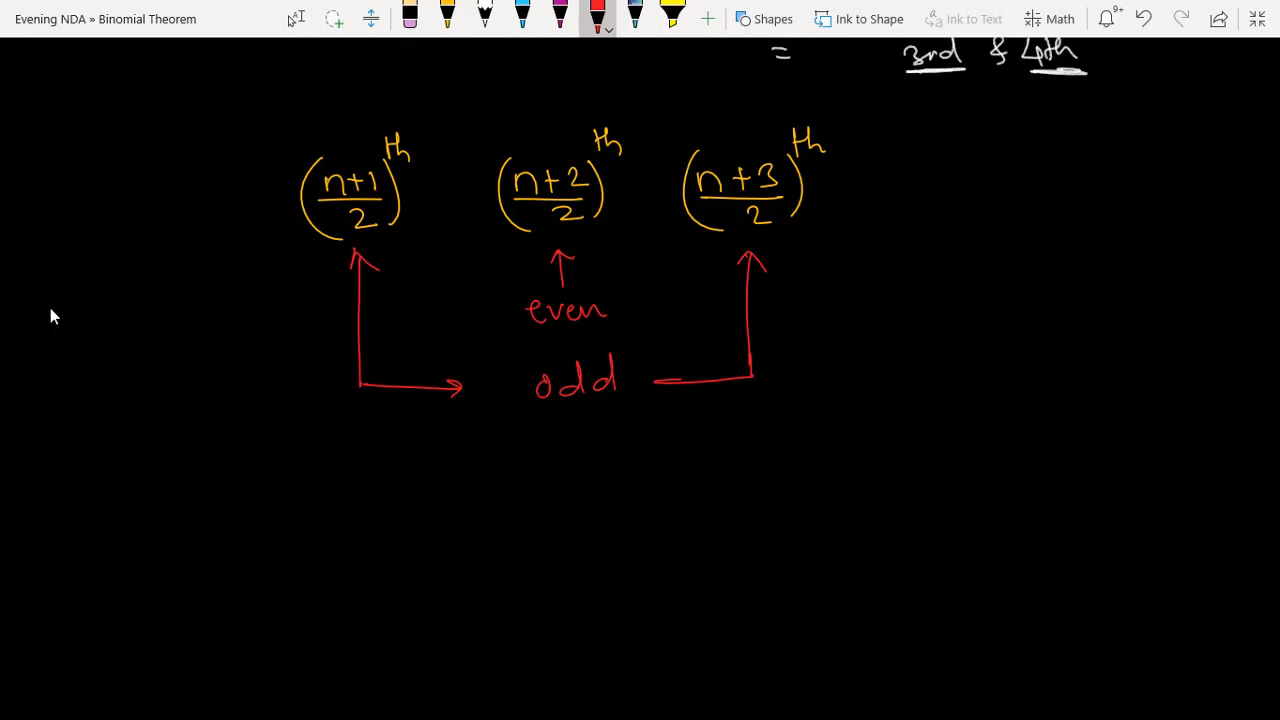 Evening NDA » Binomial Theorem
Shapes Ink to Shape Ink to Text Math 9+
= 3rd & 4th
(n+1/2)th (n+2/2)th (n+3/2)th
even
odd